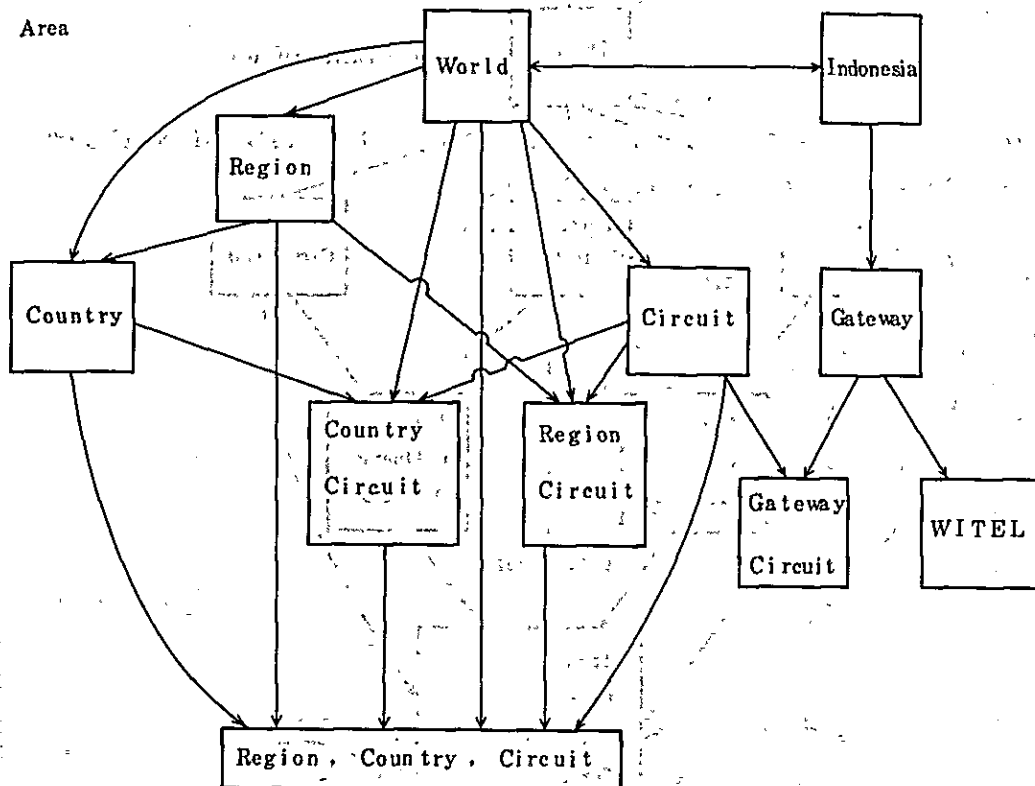 Area
World
Indonesia
Region
Country
Circuit
Gateway
Country
Circuit
Region
Circuit
Gateway
Circuit
WITEL
Region, Country, Circuit